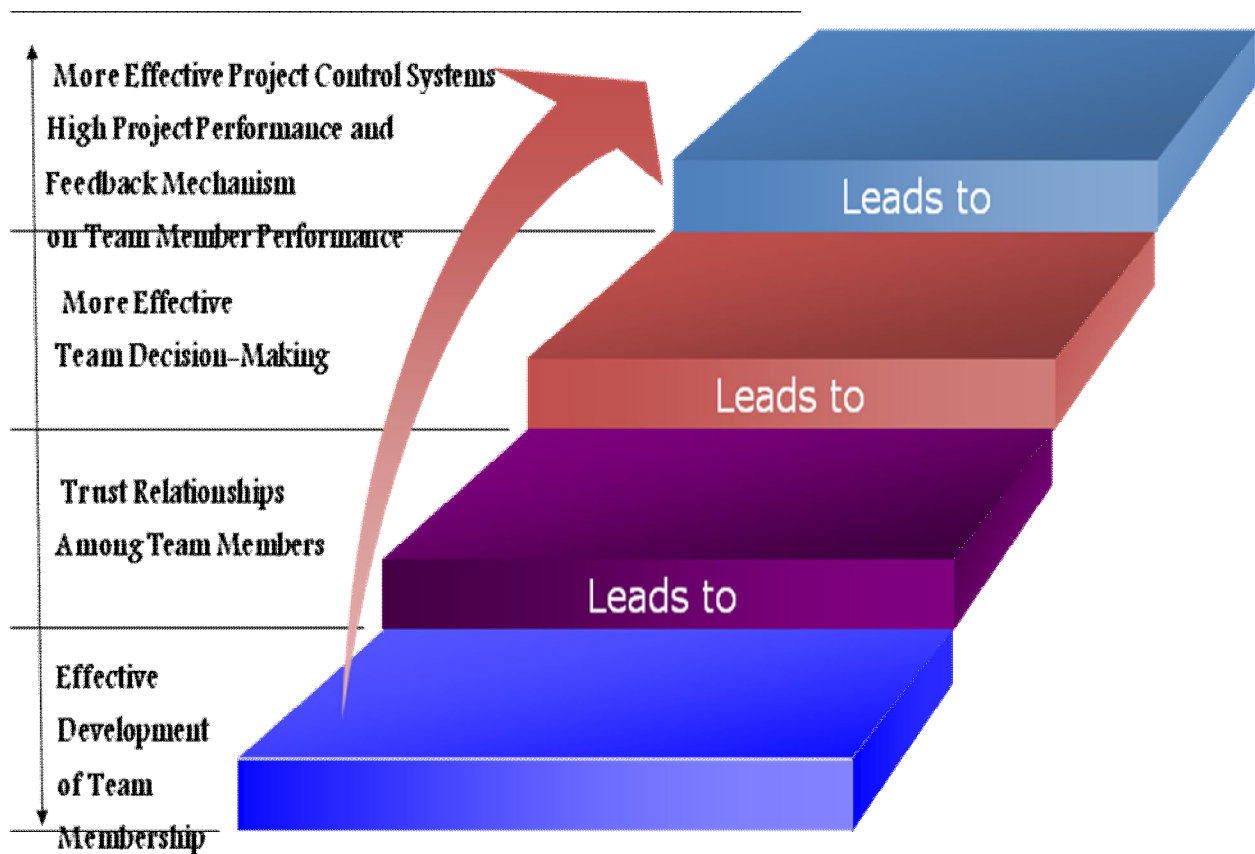 More Effective Project Control Systems
High Project Performance and
Feedback Mechanism
on Team Member Performance
Leads to
More Effective
Team Decision–Making
Leads to
Trust Relationships
Among Team Members
Leads to
Effective
Development
of Team
Membership